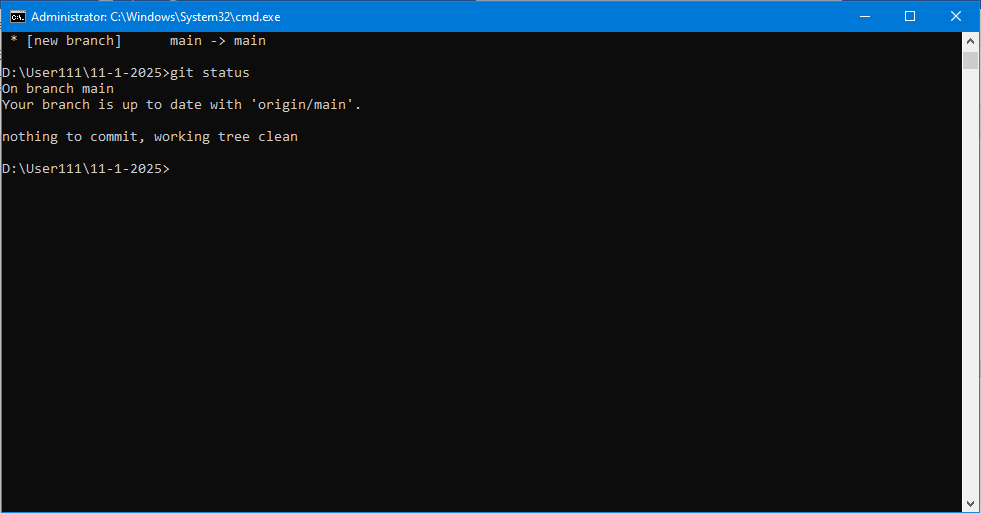 Administrator: C:\Windows\System32\cmd.exe
* [new branch]      main -> main
D:\User111\11-1-2025>git status
On branch main
Your branch is up to date with 'origin/main'.
nothing to commit, working tree clean
D:\User111\11-1-2025>